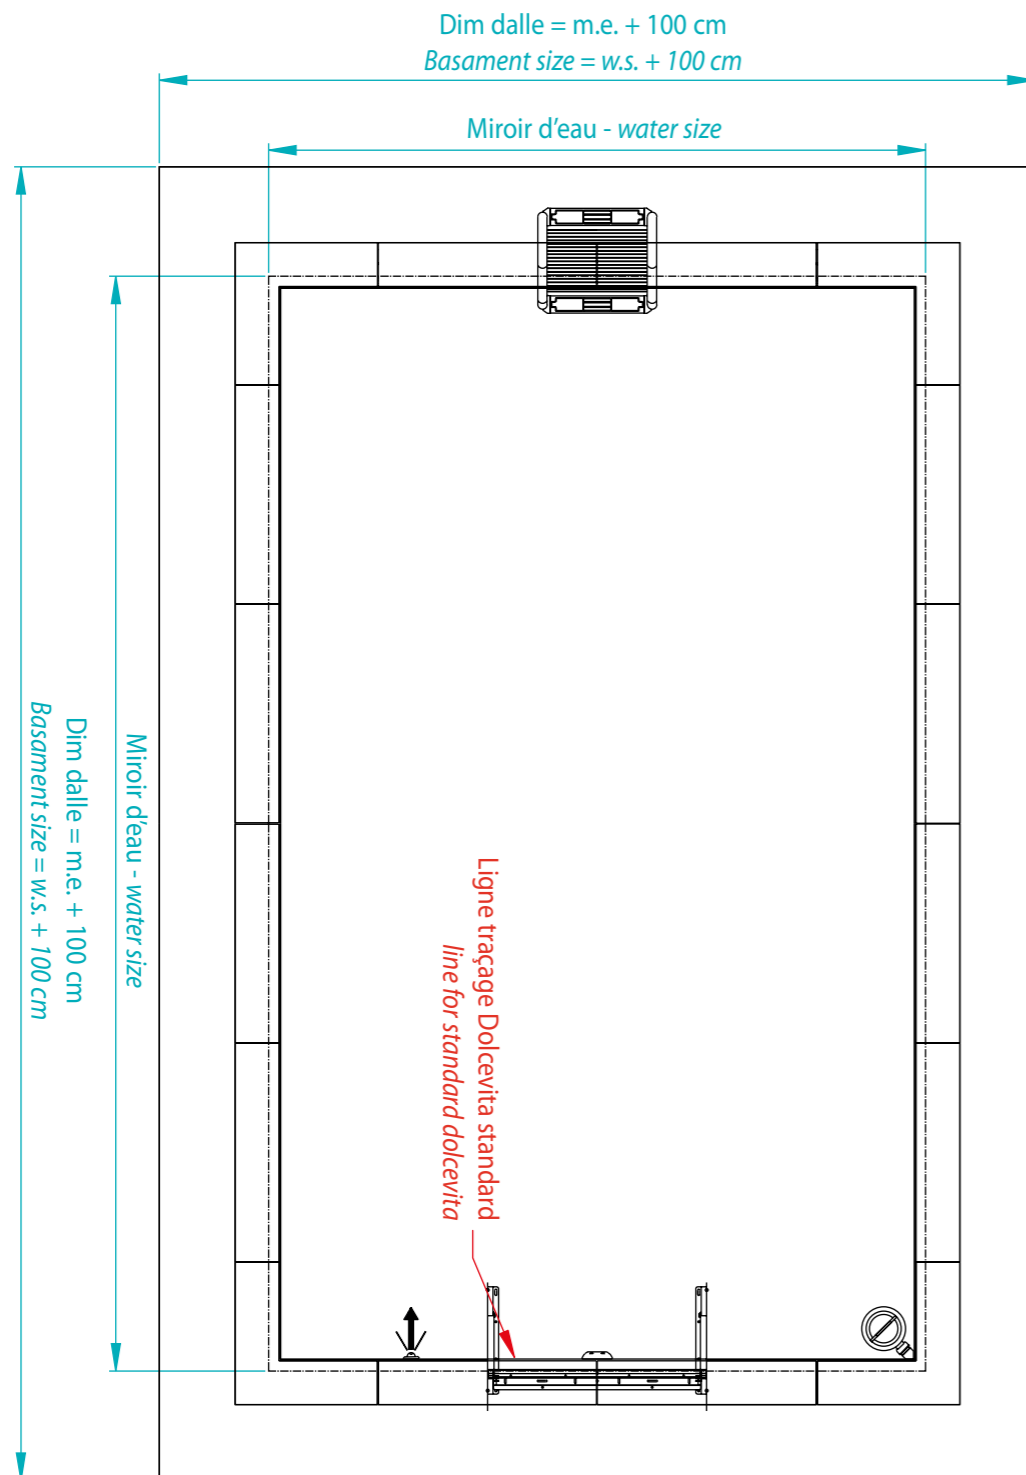 Dim dalle = m.e. + 100 cm
Basament size = w.s. + 100 cm
Miroir d'eau - water size
Miroir d'eau - water size
Dim dalle = m.e. + 100 cm
Basament size = w.s. + 100 cm
Ligne traçage Dolcevita standard
line for standard dolcevita